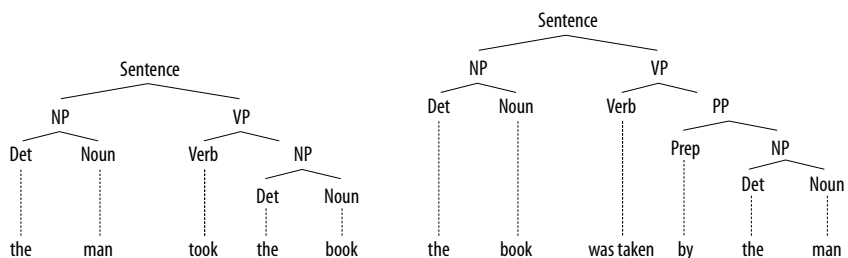 Sentence
NP VP
Det Noun Verb NP
Det Noun
the man took the book
Sentence
NP VP
Det Noun Verb PP
Prep NP
Det Noun
the book was taken by the man